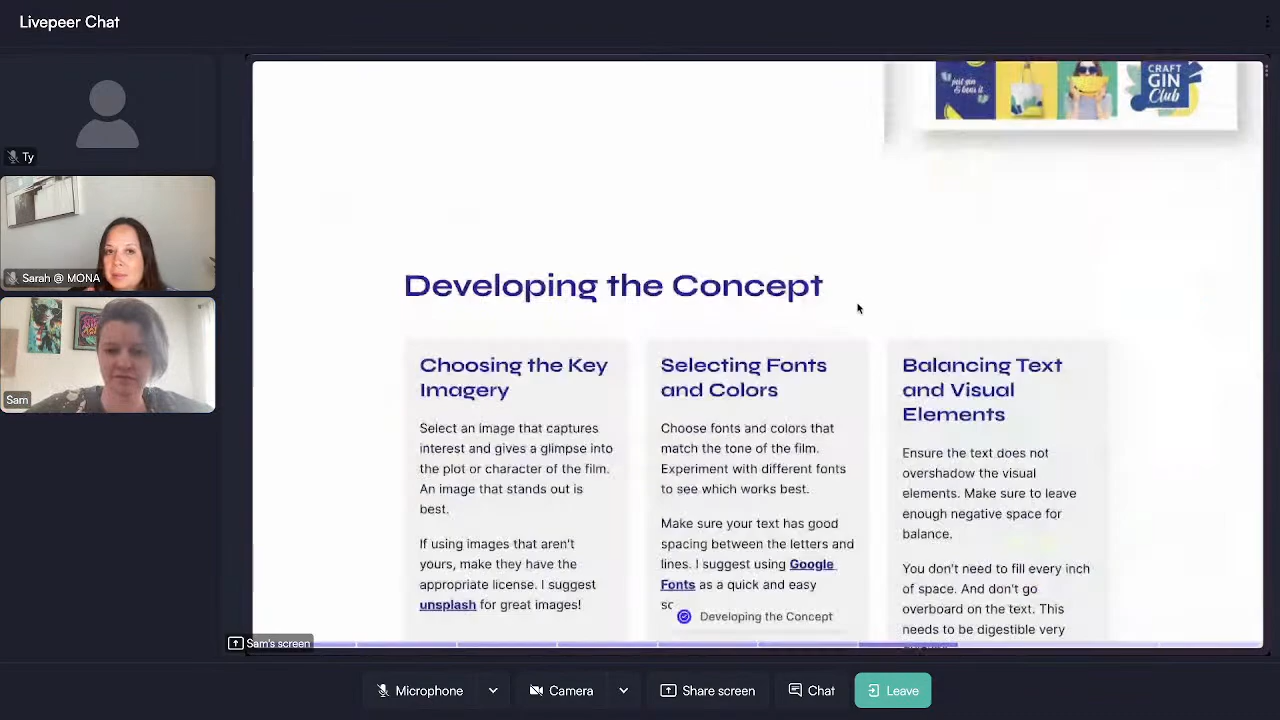 Livepeer Chat
Ty
Sarah @ MONA
Sam
just gin
& bare it
CRAFT
GIN
Club
Developing the Concept
Choosing the Key
Imagery
Select an image that captures
interest and gives a glimpse into
the plot or character of the film.
An image that stands out is
best.
If using images that aren't
yours, make they have the
appropriate license. I suggest
unsplash for great images!
Selecting Fonts
and Colors
Choose fonts and colors that
match the tone of the film.
Experiment with different fonts
to see which works best.
Make sure your text has good
spacing between the letters and
lines. I suggest using Google
Fonts as a quick and easy
Balancing Text
and Visual
Elements
Ensure the text does not
overshadow the visual
elements. Make sure to leave
enough negative space for
balance.
You don't need to fill every inch
of space. And don't go
overboard on the text. This
needs to be digestible very
Developing the Concept
Sam's screen
Microphone
Camera
Share screen
Chat
Leave